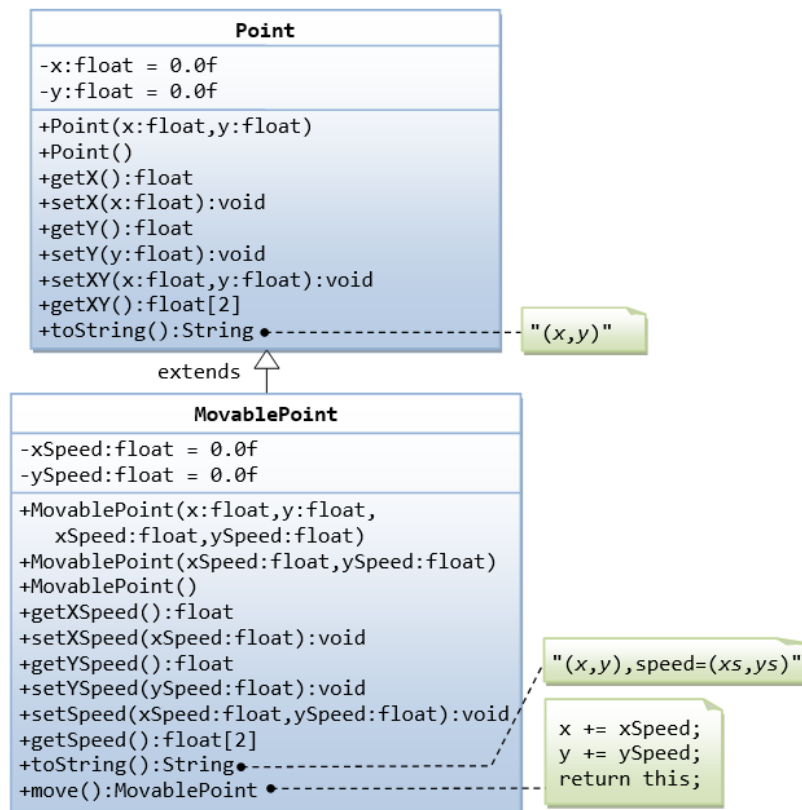 Point
-x:float = 0.0f
-y:float = 0.0f
+Point(x:float,y:float)
+Point()
+getX():float
+setX(x:float):void
+getY():float
+setY(y:float):void
+setXY(x:float,y:float):void
+getXY():float[2]
+toString():String
"(x,y)"
extends
MovablePoint
-xSpeed:float = 0.0f
-ySpeed:float = 0.0f
+MovablePoint(x:float,y:float,
xSpeed:float,ySpeed:float)
+MovablePoint(xSpeed:float,ySpeed:float)
+MovablePoint()
+getXSpeed():float
+setXSpeed(xSpeed:float):void
+getYSpeed():float
+setYSpeed(ySpeed:float):void
+setSpeed(xSpeed:float,ySpeed:float):void
+getSpeed():float[2]
+toString():String
+move():MovablePoint
"(x,y),speed=(xs,ys)"
x += xSpeed;
y += ySpeed;
return this;